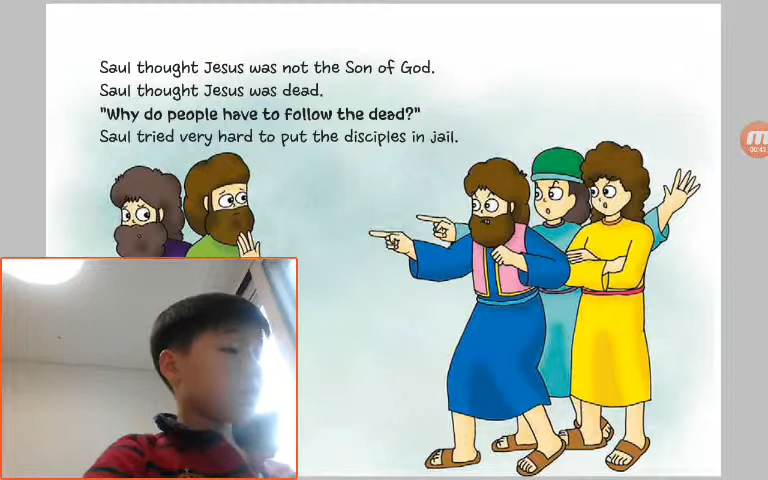 Saul thought Jesus was not the Son of God.
Saul thought Jesus was dead.
"Why do people have to follow the dead?"
Saul tried very hard to put the disciples in jail.